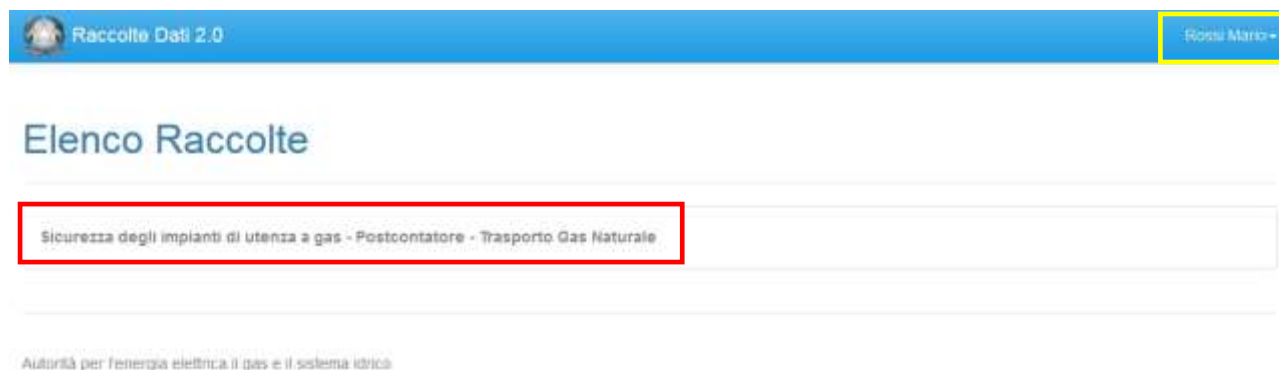 Raccolte Dati 2.0
Rossi Mario
Elenco Raccolte
Sicurezza degli impianti di utenza a gas - Postcontatore - Trasporto Gas Naturale
Autorità per l'energia elettrica il gas e il sistema idrico